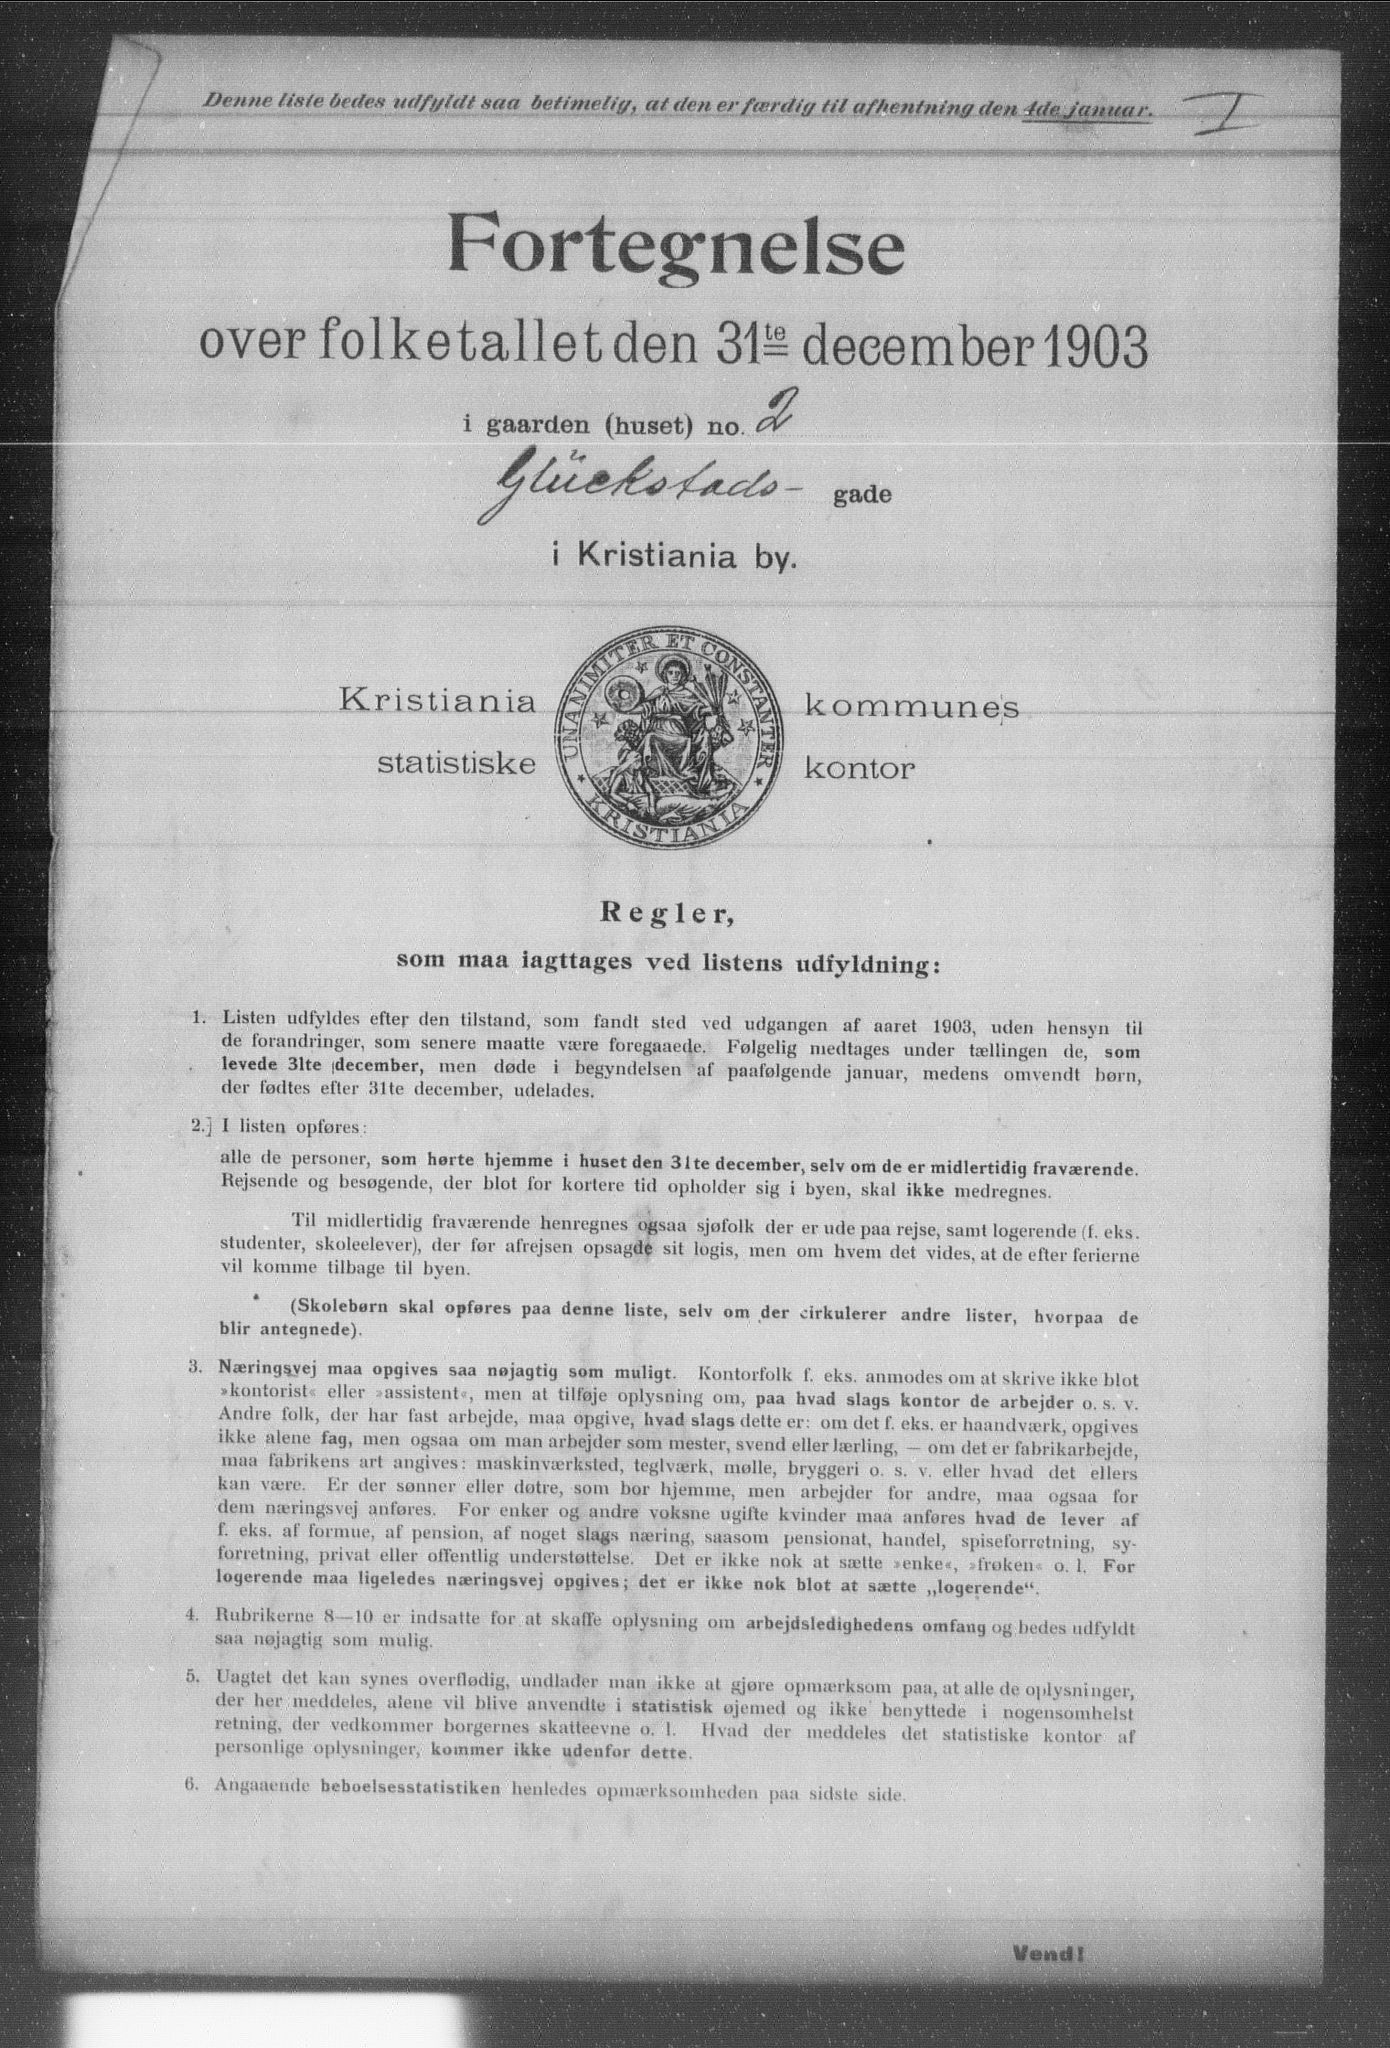 Denne liste bedes udfyldt saa betimelig, at den er færdig til afhentning den 4de januar.
I
Fortegnelse
over folketallet den 31te december 1903
i gaarden (huset) no. 2
Glückstads- gade
i Kristiania by.
Kristiania kommunes
statistiske kontor
UNANIMITER ET CONSTANTER
KRISTIANIA
Regler,
som maa iagttages ved listens udfyldning:
1. Listen udfyldes efter den tilstand, som fandt sted ved udgangen af aaret 1903, uden hensyn til
de forandringer, som senere maatte være foregaaede. Følgelig medtages under tællingen de, som
levede 31te december, men døde i begyndelsen af paafølgende januar, medens omvendt børn,
der fødtes efter 31te december, udelades.
2. I listen opføres:
alle de personer, som hørte hjemme i huset den 31te december, selv om de er midlertidig fraværende.
Rejsende og besøgende, der blot for kortere tid opholder sig i byen, skal ikke medregnes.
Til midlertidig fraværende henregnes ogsaa sjøfolk der er ude paa rejse, samt logerende (f. eks.
studenter, skoleelever), der før afrejsen opsagde sit logis, men om hvem det vides, at de efter ferierne
vil komme tilbage til byen.
(Skolebørn skal opføres paa denne liste, selv om der cirkulerer andre lister, hvorpaa de
blir antegnede).
3. Næringsvej maa opgives saa nøjagtig som muligt. Kontorfolk f. eks. anmodes om at skrive ikke blot
»kontorist« eller »assistent«, men at tilføje oplysning om, paa hvad slags kontor de arbejder o. s. v.
Andre folk, der har fast arbejde, maa opgive, hvad slags dette er: om det f. eks. er haandværk, opgives
ikke alene fag, men ogsaa om man arbejder som mester, svend eller lærling, — om det er fabrikarbejde,
maa fabrikens art angives: maskinværksted, teglværk, mølle, bryggeri o. s. v. eller hvad det ellers
kan være. Er der sønner eller døtre, som bor hjemme, men arbejder for andre, maa ogsaa for
dem næringsvej anføres. For enker og andre voksne ugifte kvinder maa anføres hvad de lever af
f. eks. af formue, af pension, af noget slags næring, saasom pensionat, handel, spiseforretning, sy-
forretning, privat eller offentlig understøttelse. Det er ikke nok at sætte »enke«, »frøken« o. l. For
logerende maa ligeledes næringsvej opgives; det er ikke nok blot at sætte „logerende“.
4. Rubrikerne 8—10 er indsatte for at skaffe oplysning om arbejdsledighedens omfang og bedes udfyldt
saa nøjagtig som mulig.
5. Uagtet det kan synes overflødig, undlader man ikke at gjøre opmærksom paa, at alle de oplysninger,
der her meddeles, alene vil blive anvendte i statistisk øjemed og ikke benyttede i nogensomhelst
retning, der vedkommer borgernes skatteevne o. l. Hvad der meddeles det statistiske kontor af
personlige oplysninger, kommer ikke udenfor dette.
6. Angaaende beboelsesstatistiken henledes opmærksomheden paa sidste side.
Vend!